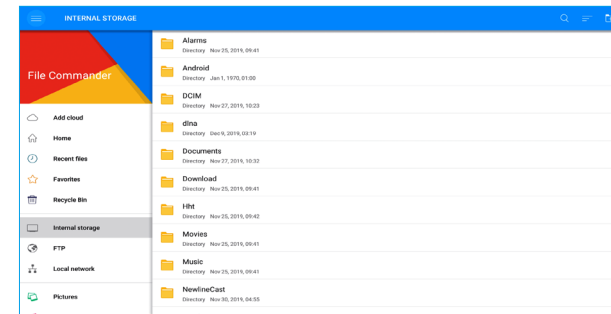 INTERNAL STORAGE
File Commander
Add cloud
Home
Recent files
Favorites
Recycle Bin
Internal storage
FTP
Local network
Pictures
Alarms
Directory Nov 25, 2019, 09:41
Android
Directory Jan 1, 1970, 01:00
DCIM
Directory Nov 27, 2019, 10:23
dlna
Directory Dec 9, 2019, 03:19
Documents
Directory Nov 27, 2019, 10:32
Download
Directory Nov 25, 2019, 09:41
Hht
Directory Nov 25, 2019, 09:42
Movies
Directory Nov 25, 2019, 09:41
Music
Directory Nov 25, 2019, 09:41
NewlineCast
Directory Nov 30, 2019, 04:55